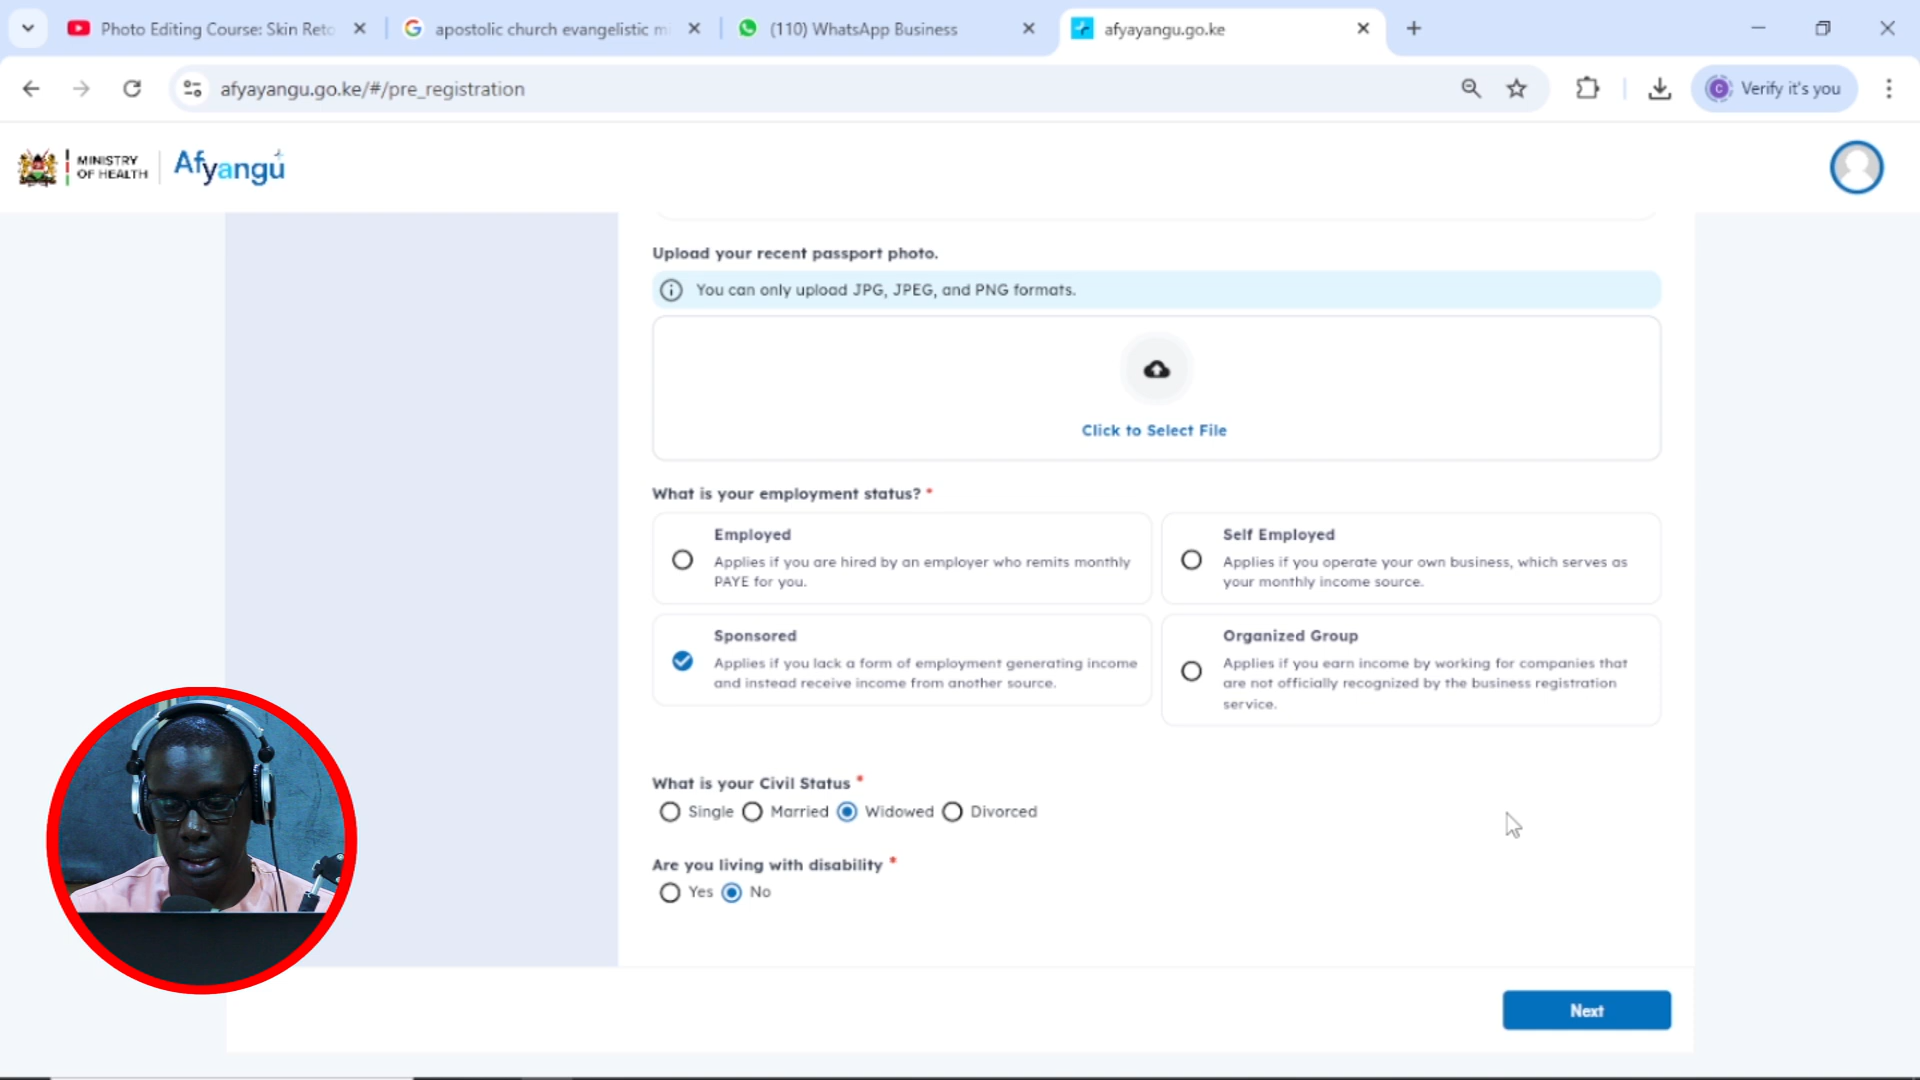 Photo Editing Course: Skin Reto
apostolic church evangelistic m
(110) WhatsApp Business
afyayangu.go.ke
afyayangu.go.ke/#/pre_registration
Verify it's you
MINISTRY
OF HEALTH
Afyangu
Upload your recent passport photo.
You can only upload JPG, JPEG, and PNG formats.
Click to Select File
What is your employment status? *
Employed
Applies if you are hired by an employer who remits monthly
PAYE for you.
Self Employed
Applies if you operate your own business, which serves as
your monthly income source.
Sponsored
Applies if you lack a form of employment generating income
and instead receive income from another source.
Organized Group
Applies if you earn income by working for companies that
are not officially recognized by the business registration
service.
What is your Civil Status *
Single Married Widowed Divorced
Are you living with disability *
Yes No
Next